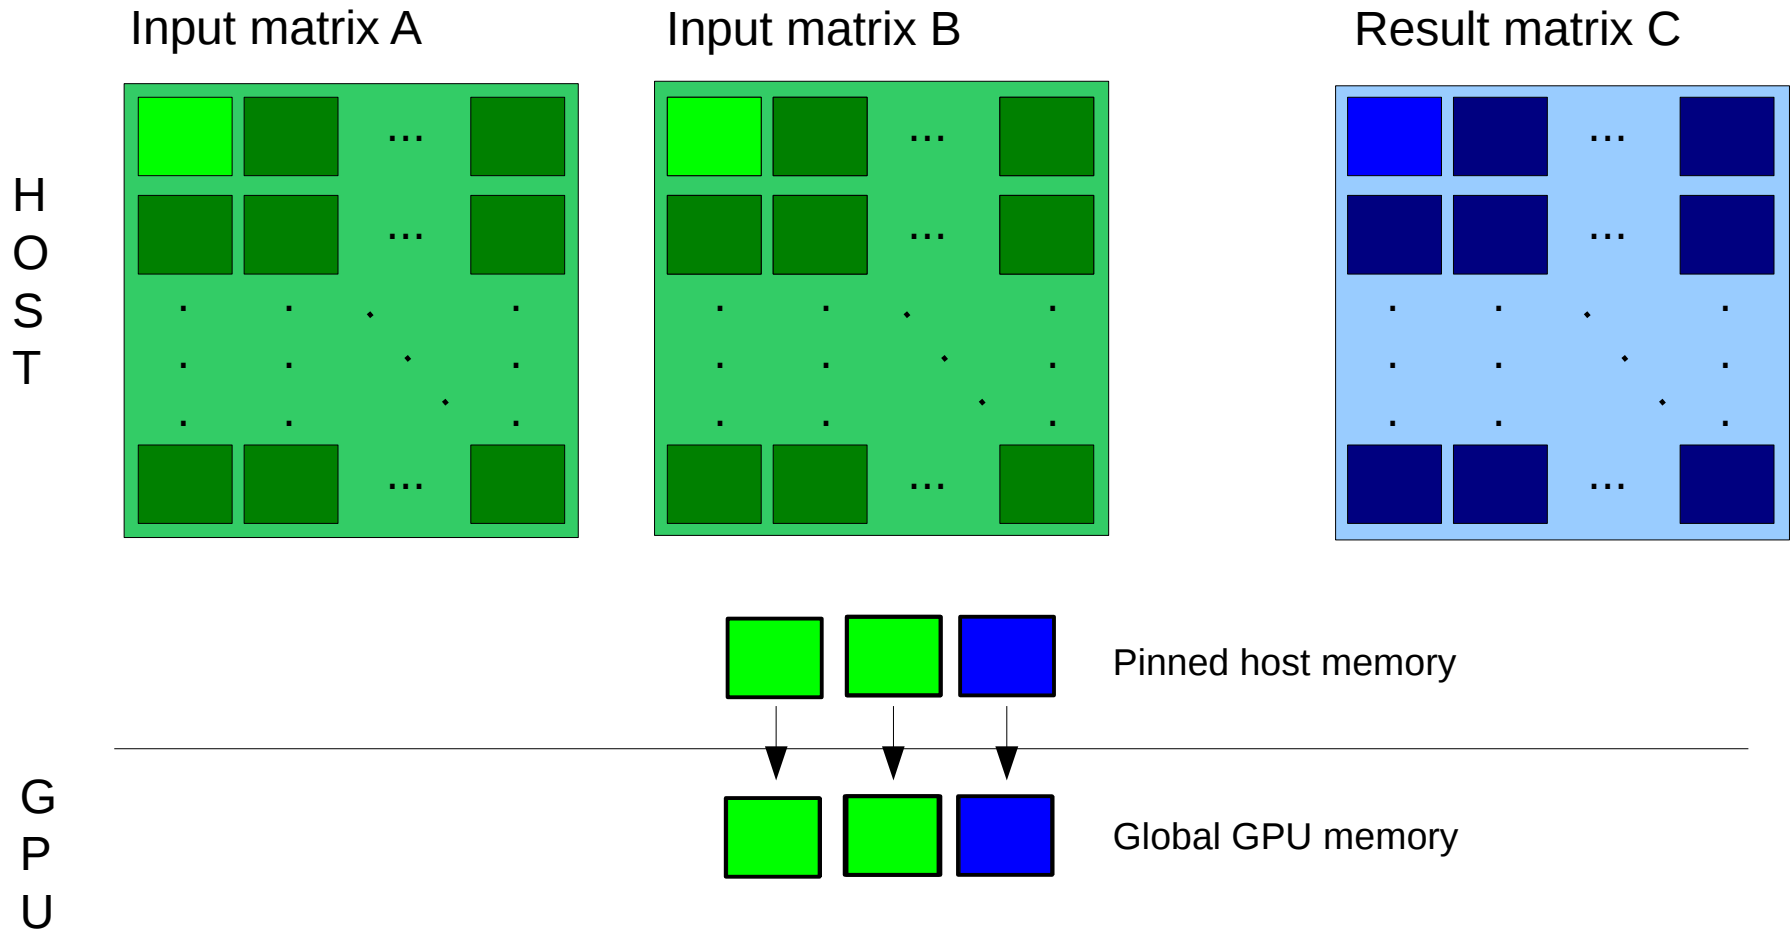 Input matrix A
Input matrix B
Result matrix C
H
O
S
T
...
...
...
...
...
...
...
...
...
Pinned host memory
G
P
U
Global GPU memory